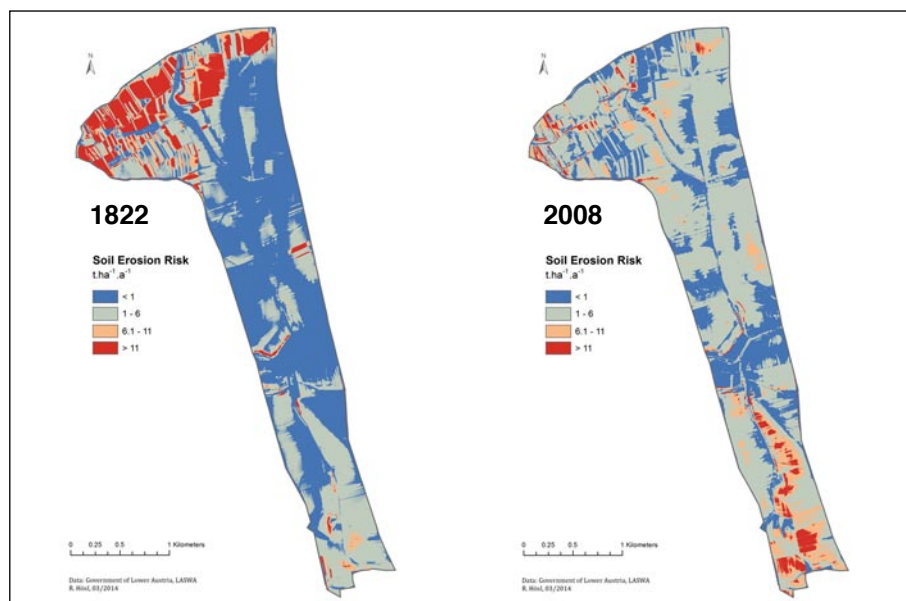 N
1822
Soil Erosion Risk
t.ha⁻¹.a⁻¹
< 1
1 - 6
6.1 - 11
> 11
0 0.25 0.5 1 Kilometers
Data: Government of Lower Austria, LASWA
R. Hösl, 03/2014
N
2008
Soil Erosion Risk
t.ha⁻¹.a⁻¹
< 1
1 - 6
6.1 - 11
> 11
0 0.25 0.5 1 Kilometers
Data: Government of Lower Austria, LASWA
R. Hösl, 03/2014